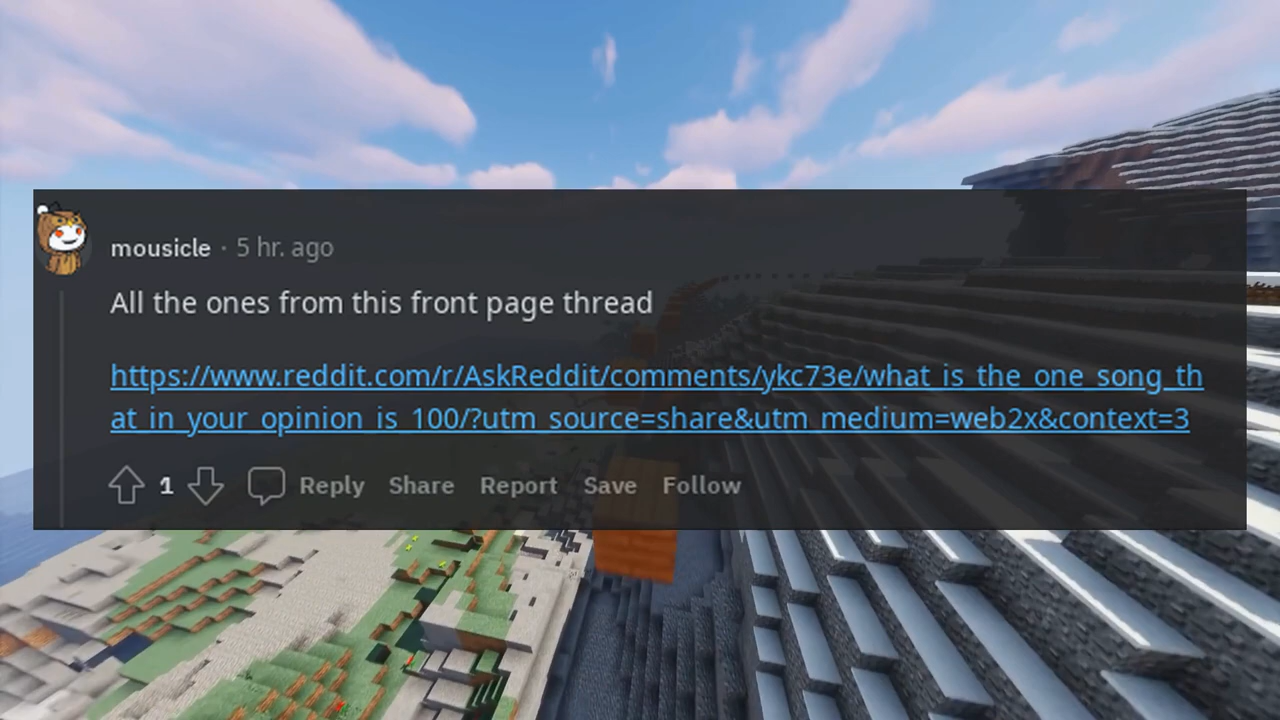 mousicle · 5 hr. ago
All the ones from this front page thread
https://www.reddit.com/r/AskReddit/comments/ykc73e/what_is_the_one_song_th
at_in_your_opinion_is_100/?utm_source=share&utm_medium=web2x&context=3
1 Reply Share Report Save Follow